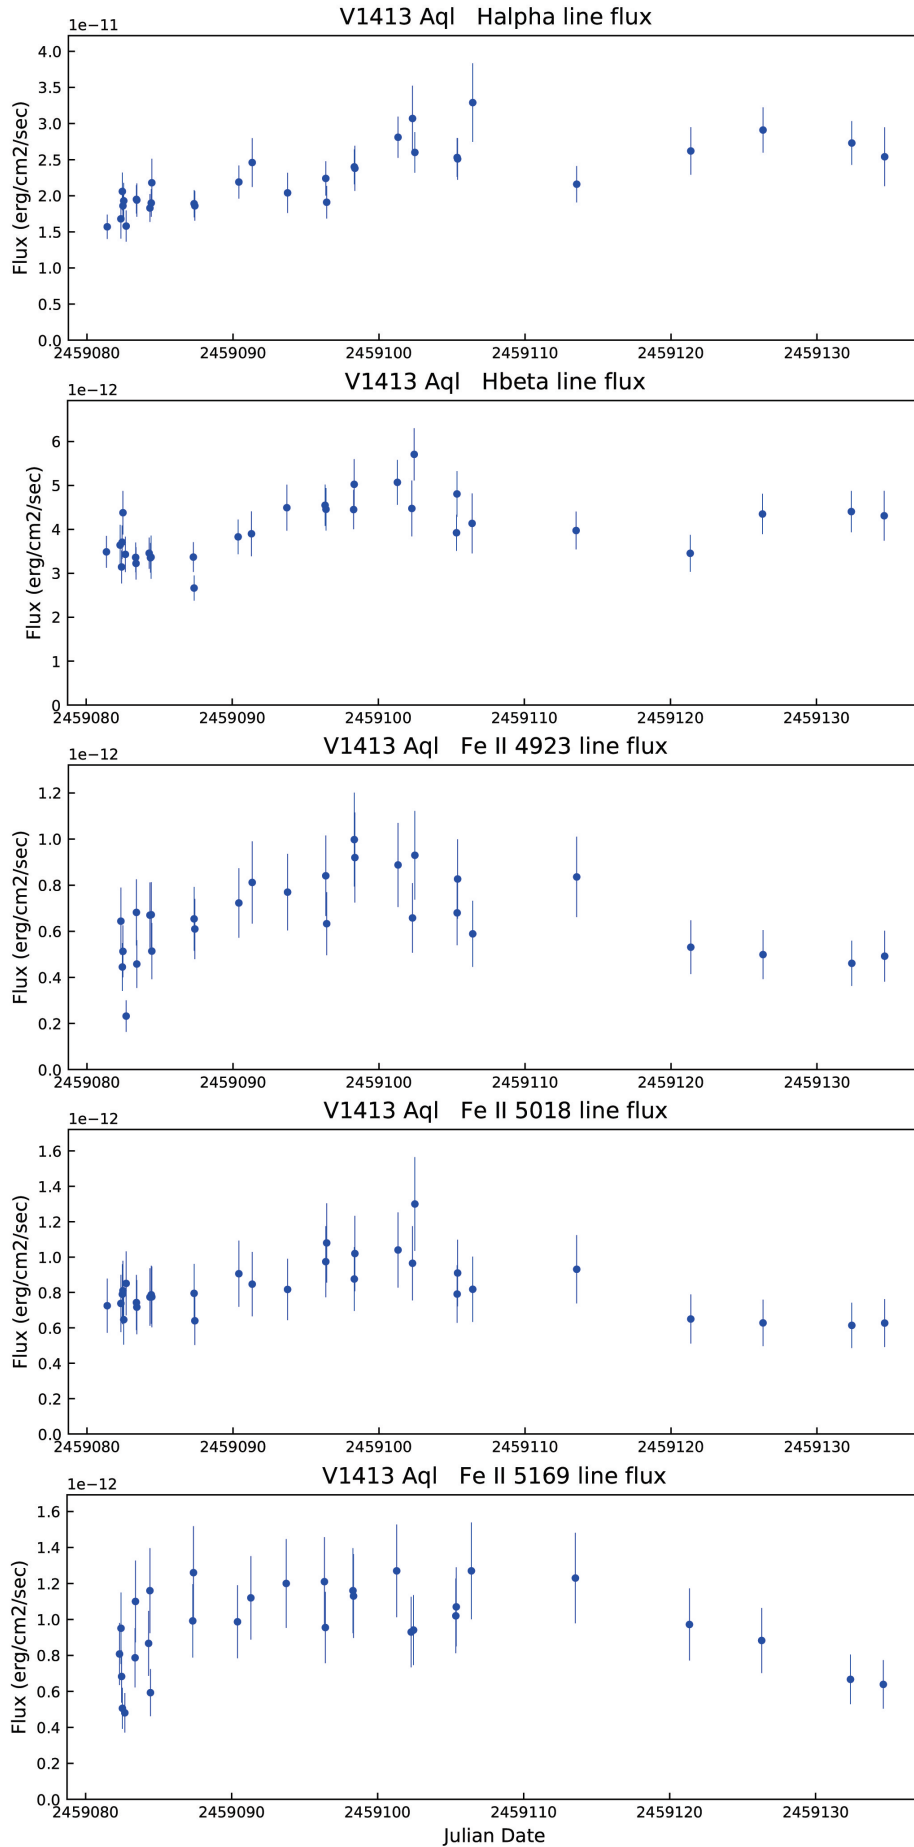 V1413 Aql   Halpha line flux
1e−11
4.0
3.5
3.0
2.5
2.0
1.5
1.0
0.5
0.0
Flux (erg/cm2/sec)
2459080 2459090 2459100 2459110 2459120 2459130
V1413 Aql   Hbeta line flux
1e−12
6
5
4
3
2
1
0
Flux (erg/cm2/sec)
2459080 2459090 2459100 2459110 2459120 2459130
V1413 Aql   Fe II 4923 line flux
1e−12
1.2
1.0
0.8
0.6
0.4
0.2
0.0
Flux (erg/cm2/sec)
2459080 2459090 2459100 2459110 2459120 2459130
V1413 Aql   Fe II 5018 line flux
1e−12
1.6
1.4
1.2
1.0
0.8
0.6
0.4
0.2
0.0
Flux (erg/cm2/sec)
2459080 2459090 2459100 2459110 2459120 2459130
V1413 Aql   Fe II 5169 line flux
1e−12
1.6
1.4
1.2
1.0
0.8
0.6
0.4
0.2
0.0
Flux (erg/cm2/sec)
2459080 2459090 2459100 2459110 2459120 2459130
Julian Date